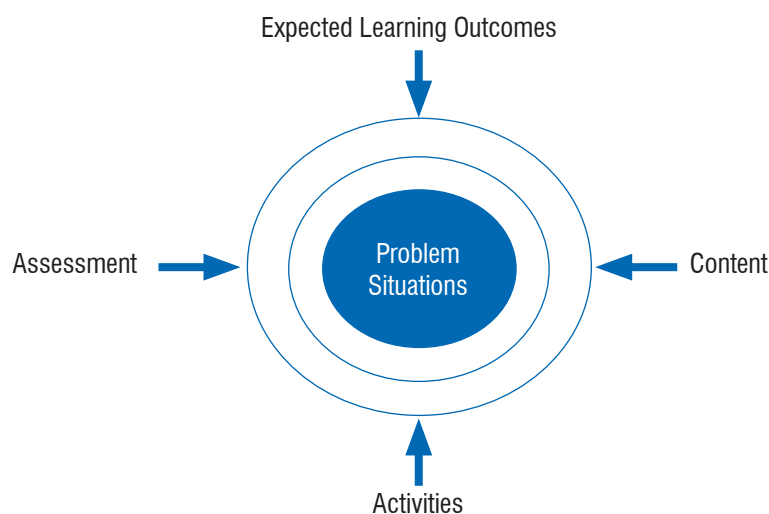 Expected Learning Outcomes
Assessment
Problem
Situations
Content
Activities